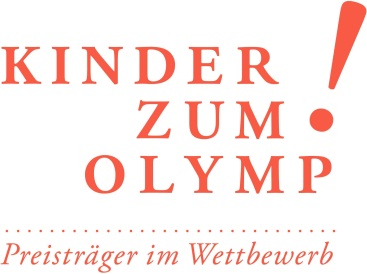 KINDER
ZUM
OLYMP!
Preisträger im Wettbewerb